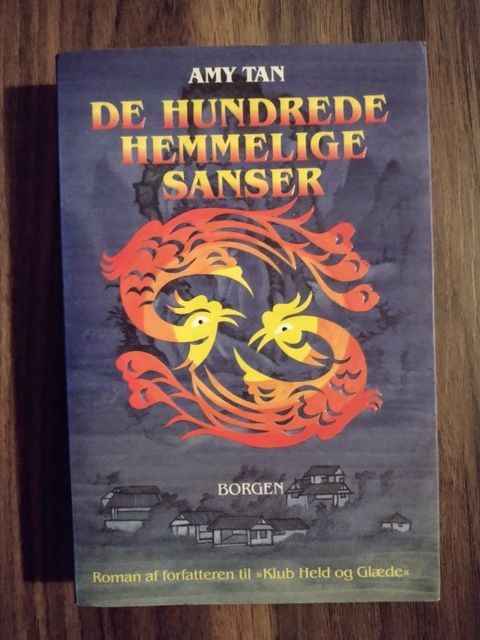 AMY TAN
DE HUNDREDE
HEMMELIGE
SANSER
BORGEN
Roman af forfatteren til »Klub Held og Glæde«